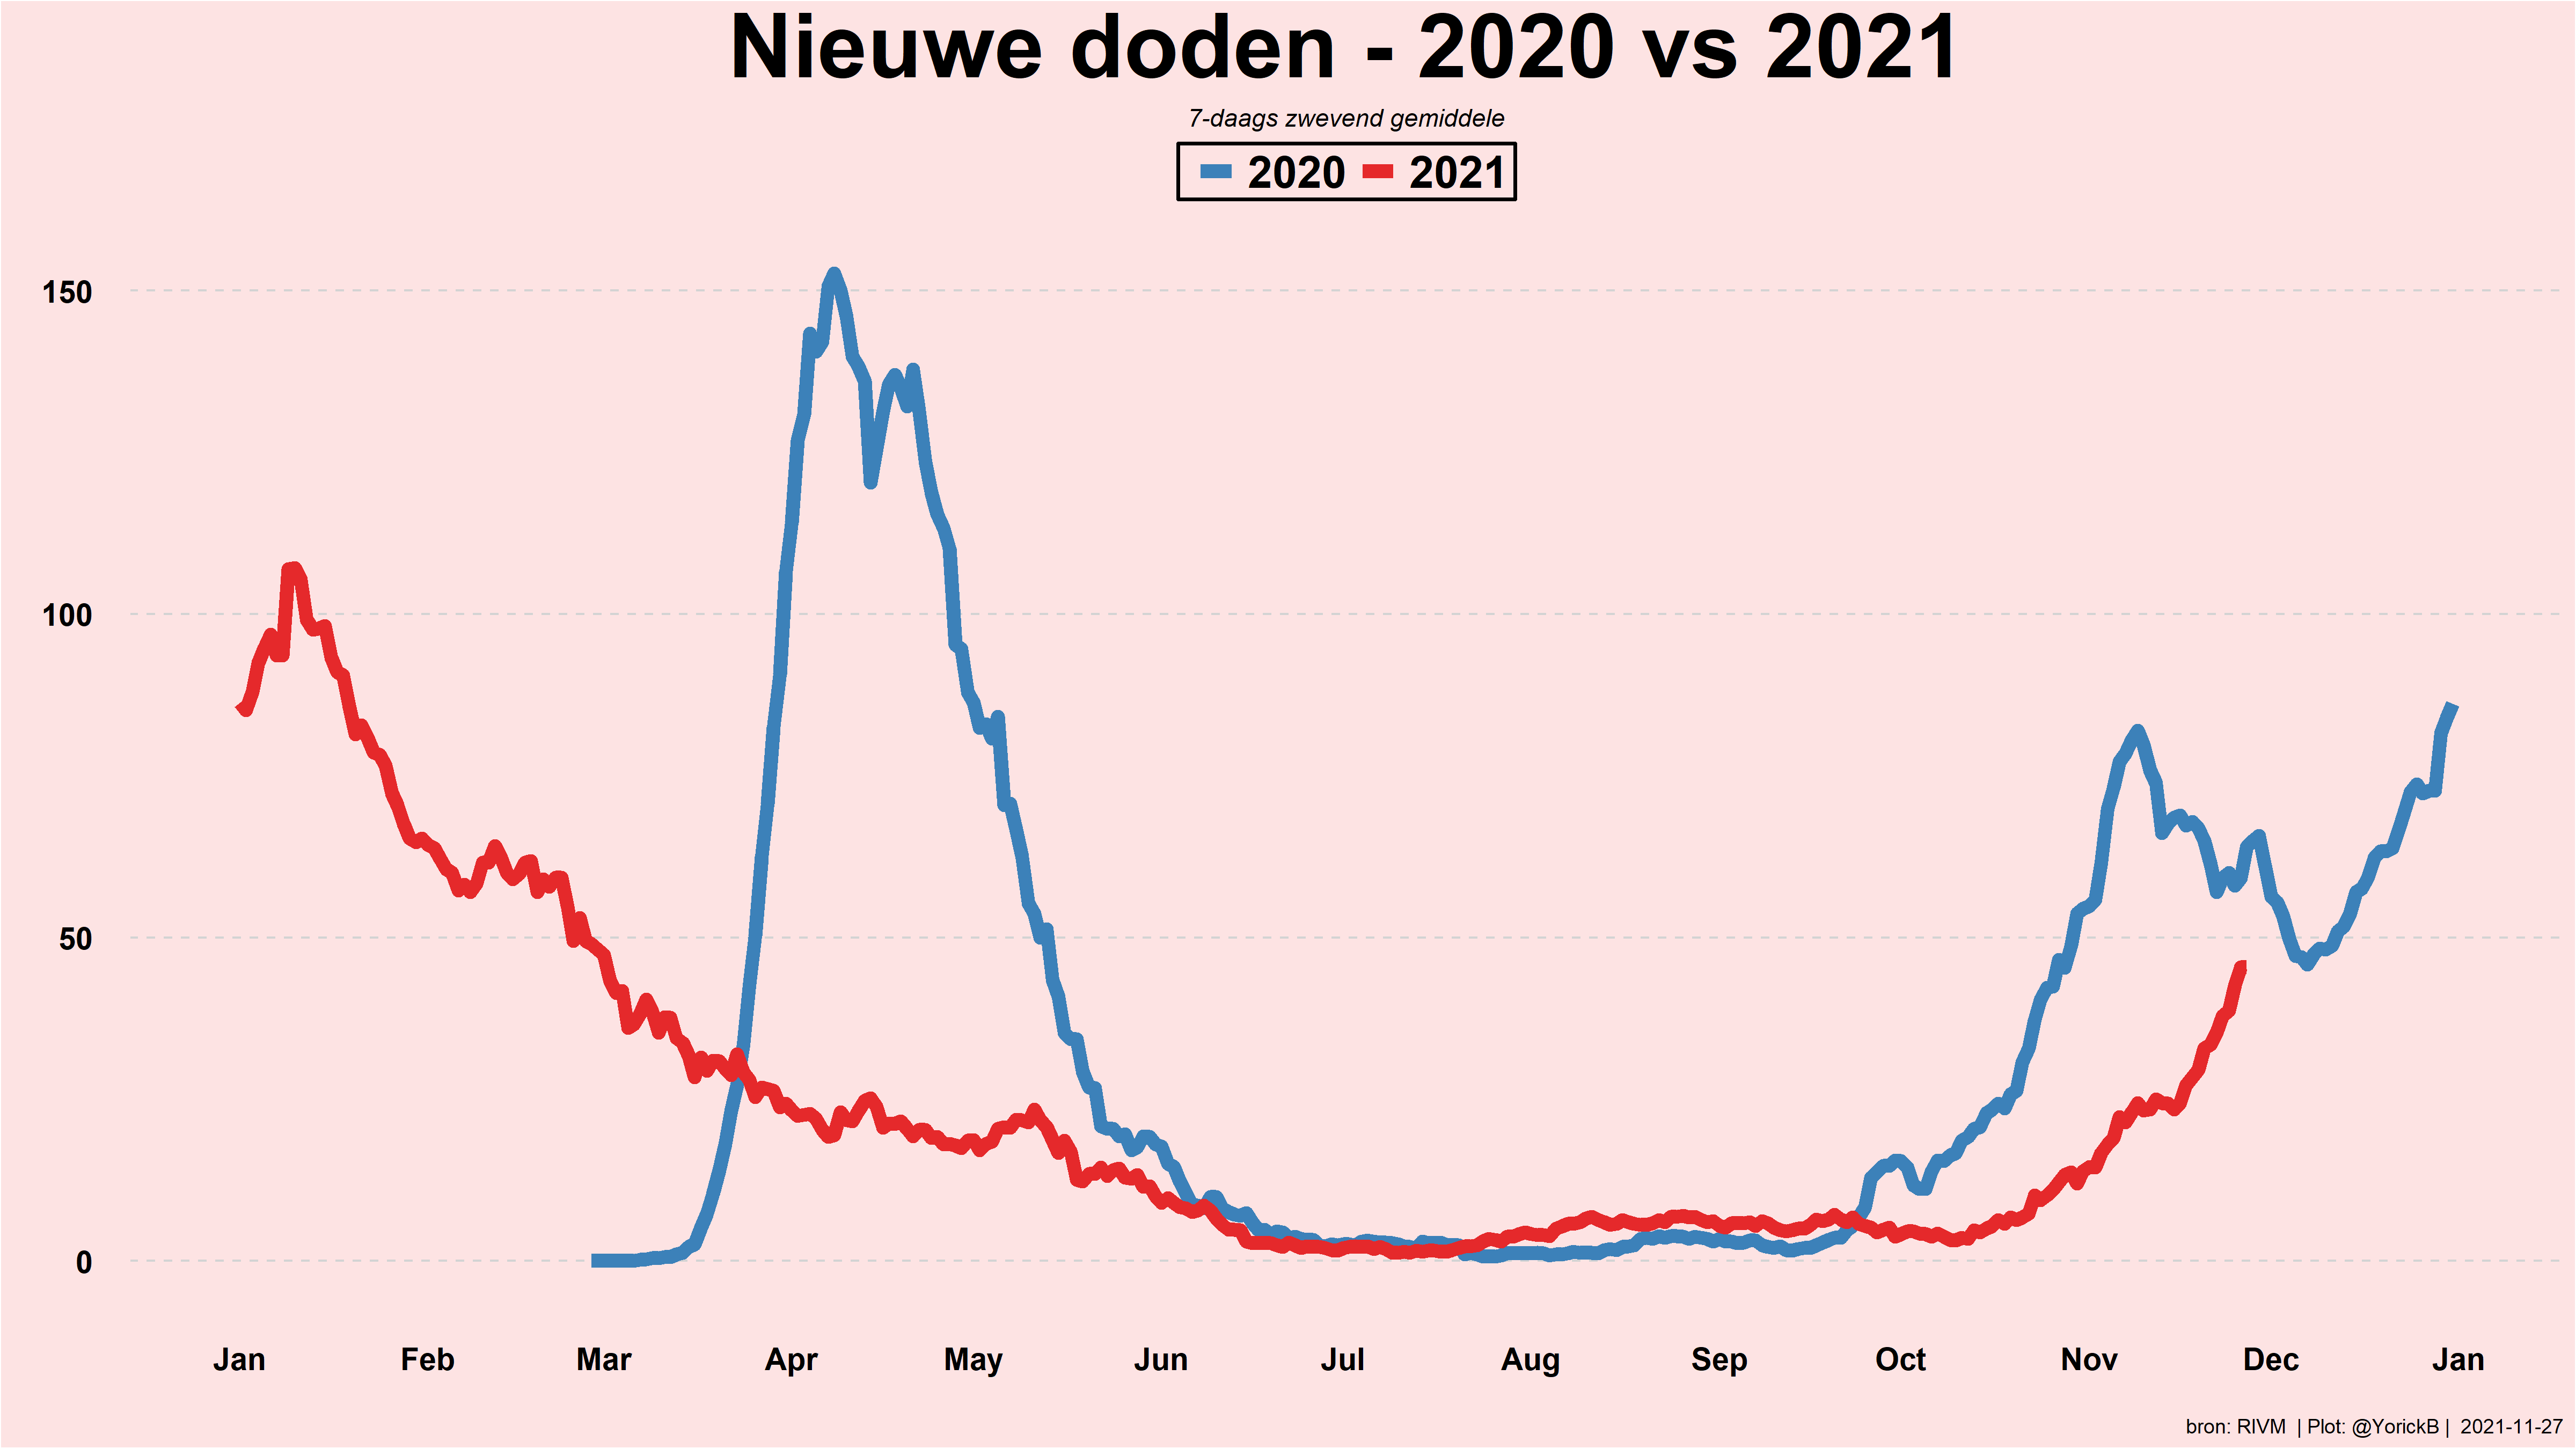 Nieuwe doden - 2020 vs 2021
7-daags zwevend gemiddele
2020 2021
150
100
50
0
Jan Feb Mar Apr May Jun Jul Aug Sep Oct Nov Dec Jan
bron: RIVM | Plot: @YorickB | 2021-11-27